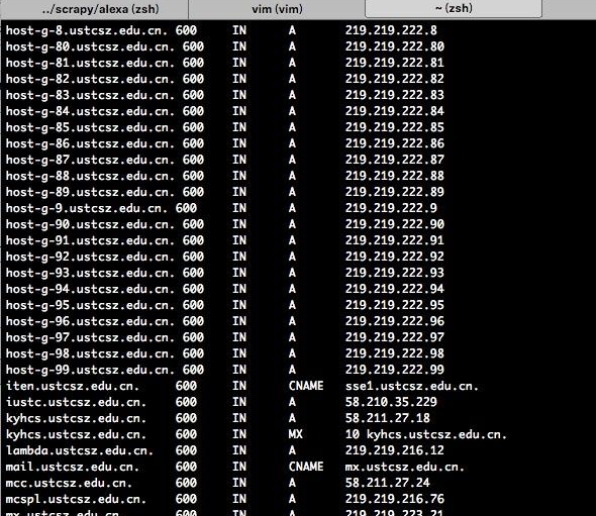 ../scrapy/alexa (zsh) vim (vim) ~ (zsh)
host-g-8.ustcsz.edu.cn. 600 IN A 219.219.222.8
host-g-80.ustcsz.edu.cn. 600 IN A 219.219.222.80
host-g-81.ustcsz.edu.cn. 600 IN A 219.219.222.81
host-g-82.ustcsz.edu.cn. 600 IN A 219.219.222.82
host-g-83.ustcsz.edu.cn. 600 IN A 219.219.222.83
host-g-84.ustcsz.edu.cn. 600 IN A 219.219.222.84
host-g-85.ustcsz.edu.cn. 600 IN A 219.219.222.85
host-g-86.ustcsz.edu.cn. 600 IN A 219.219.222.86
host-g-87.ustcsz.edu.cn. 600 IN A 219.219.222.87
host-g-88.ustcsz.edu.cn. 600 IN A 219.219.222.88
host-g-89.ustcsz.edu.cn. 600 IN A 219.219.222.89
host-g-9.ustcsz.edu.cn. 600 IN A 219.219.222.9
host-g-90.ustcsz.edu.cn. 600 IN A 219.219.222.90
host-g-91.ustcsz.edu.cn. 600 IN A 219.219.222.91
host-g-92.ustcsz.edu.cn. 600 IN A 219.219.222.92
host-g-93.ustcsz.edu.cn. 600 IN A 219.219.222.93
host-g-94.ustcsz.edu.cn. 600 IN A 219.219.222.94
host-g-95.ustcsz.edu.cn. 600 IN A 219.219.222.95
host-g-96.ustcsz.edu.cn. 600 IN A 219.219.222.96
host-g-97.ustcsz.edu.cn. 600 IN A 219.219.222.97
host-g-98.ustcsz.edu.cn. 600 IN A 219.219.222.98
host-g-99.ustcsz.edu.cn. 600 IN A 219.219.222.99
iten.ustcsz.edu.cn. 600 IN CNAME sse1.ustcsz.edu.cn.
iustc.ustcsz.edu.cn. 600 IN A 58.210.35.229
kyhcs.ustcsz.edu.cn. 600 IN A 58.211.27.18
kyhcs.ustcsz.edu.cn. 600 IN MX 10 kyhcs.ustcsz.edu.cn.
lambda.ustcsz.edu.cn. 600 IN A 219.219.216.12
mail.ustcsz.edu.cn. 600 IN CNAME mx.ustcsz.edu.cn.
mcc.ustcsz.edu.cn. 600 IN A 58.211.27.24
mcspl.ustcsz.edu.cn. 600 IN A 219.219.216.76
mx.ustcsz.edu.cn. 600 IN A 219.219.223.21